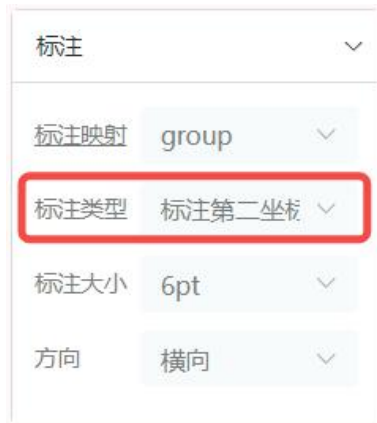 标注
标注映射 group
标注类型 标注第二坐标
标注大小 6pt
方向 横向